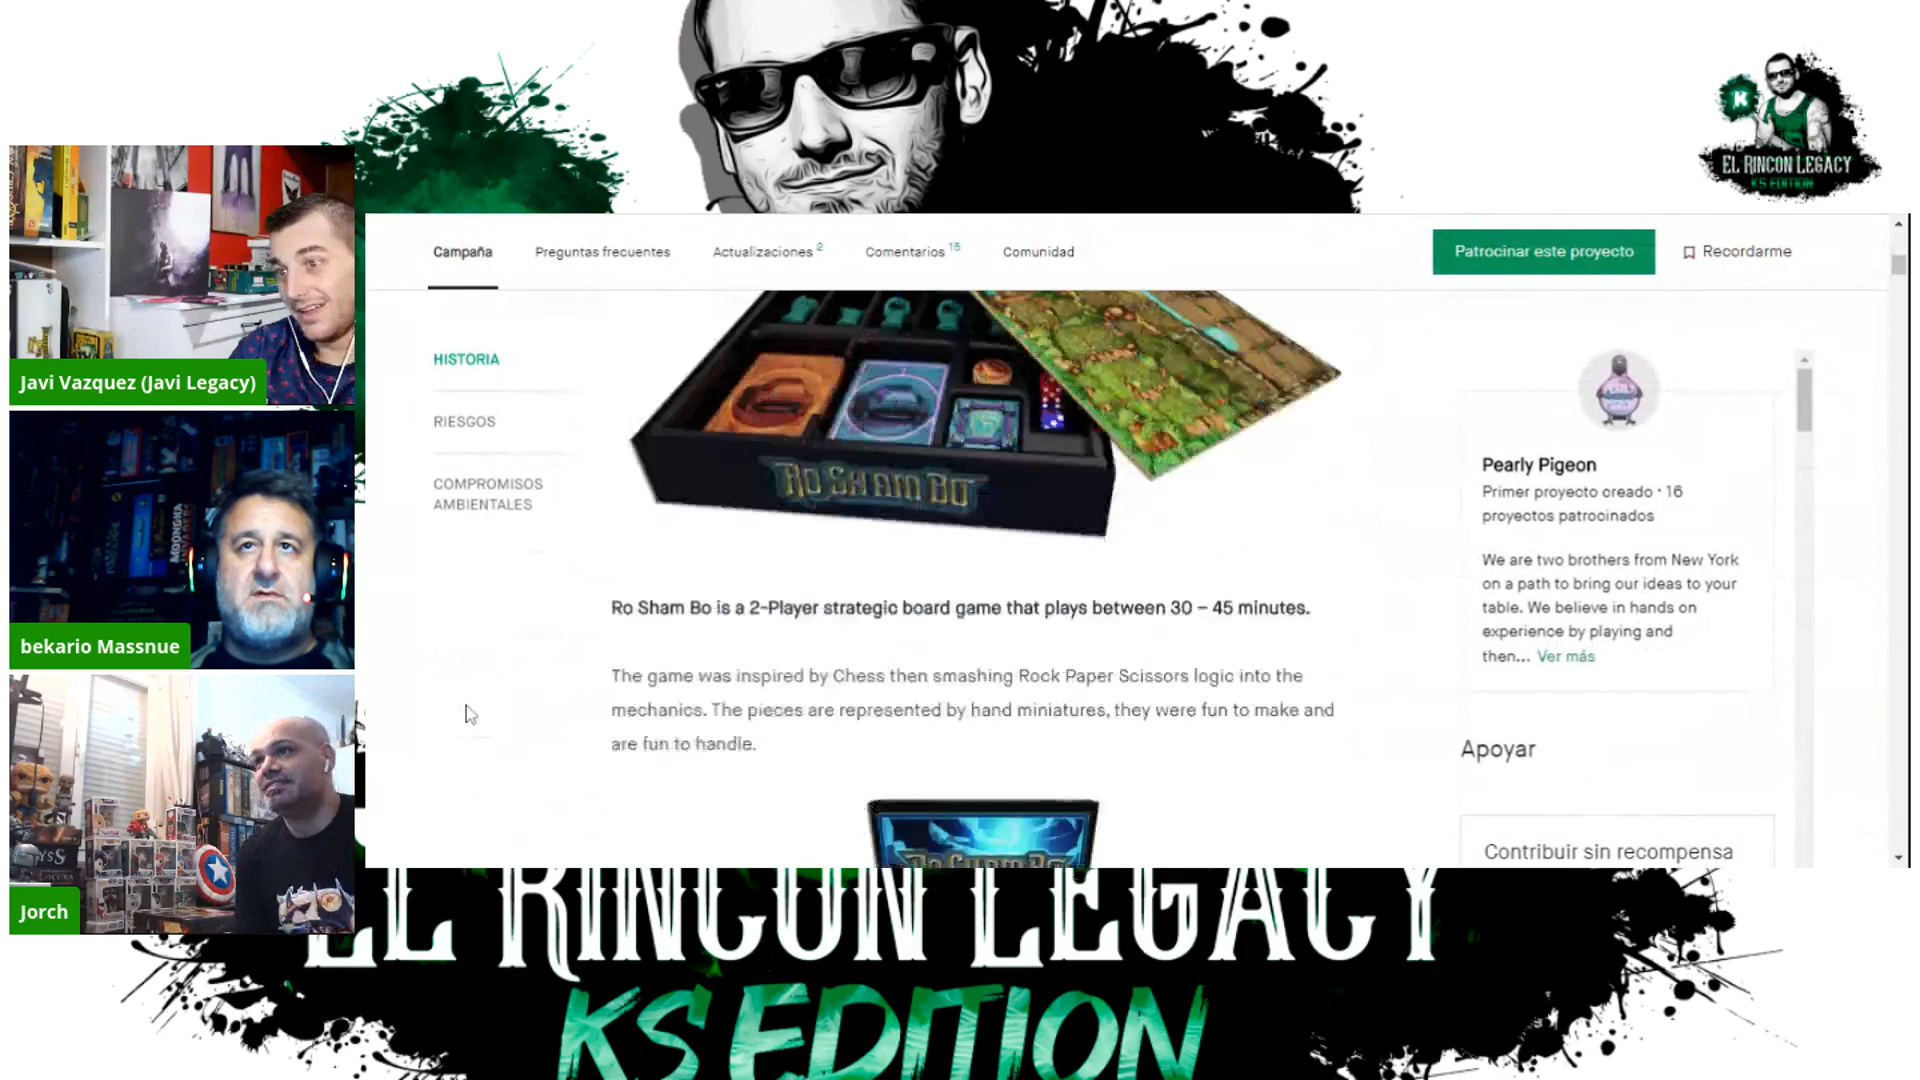 EL RINCON LEGACY
KS EDITION
Campaña
Preguntas frecuentes
Actualizaciones 2
Comentarios 15
Comunidad
Patrocinar este proyecto
Recordarme
HISTORIA
RIESGOS
COMPROMISOS
AMBIENTALES
RO SHAM BO
Ro Sham Bo is a 2-Player strategic board game that plays between 30 – 45 minutes.
The game was inspired by Chess then smashing Rock Paper Scissors logic into the
mechanics. The pieces are represented by hand miniatures, they were fun to make and
are fun to handle.
RO SHAM BO
Pearly Pigeon
Primer proyecto creado · 16
proyectos patrocinados
We are two brothers from New York
on a path to bring our ideas to your
table. We believe in hands on
experience by playing and
then... Ver más
Apoyar
Contribuir sin recompensa
Javi Vazquez (Javi Legacy)
bekario Massnue
Jorch
EL RINCON LEGACY
KS EDITION